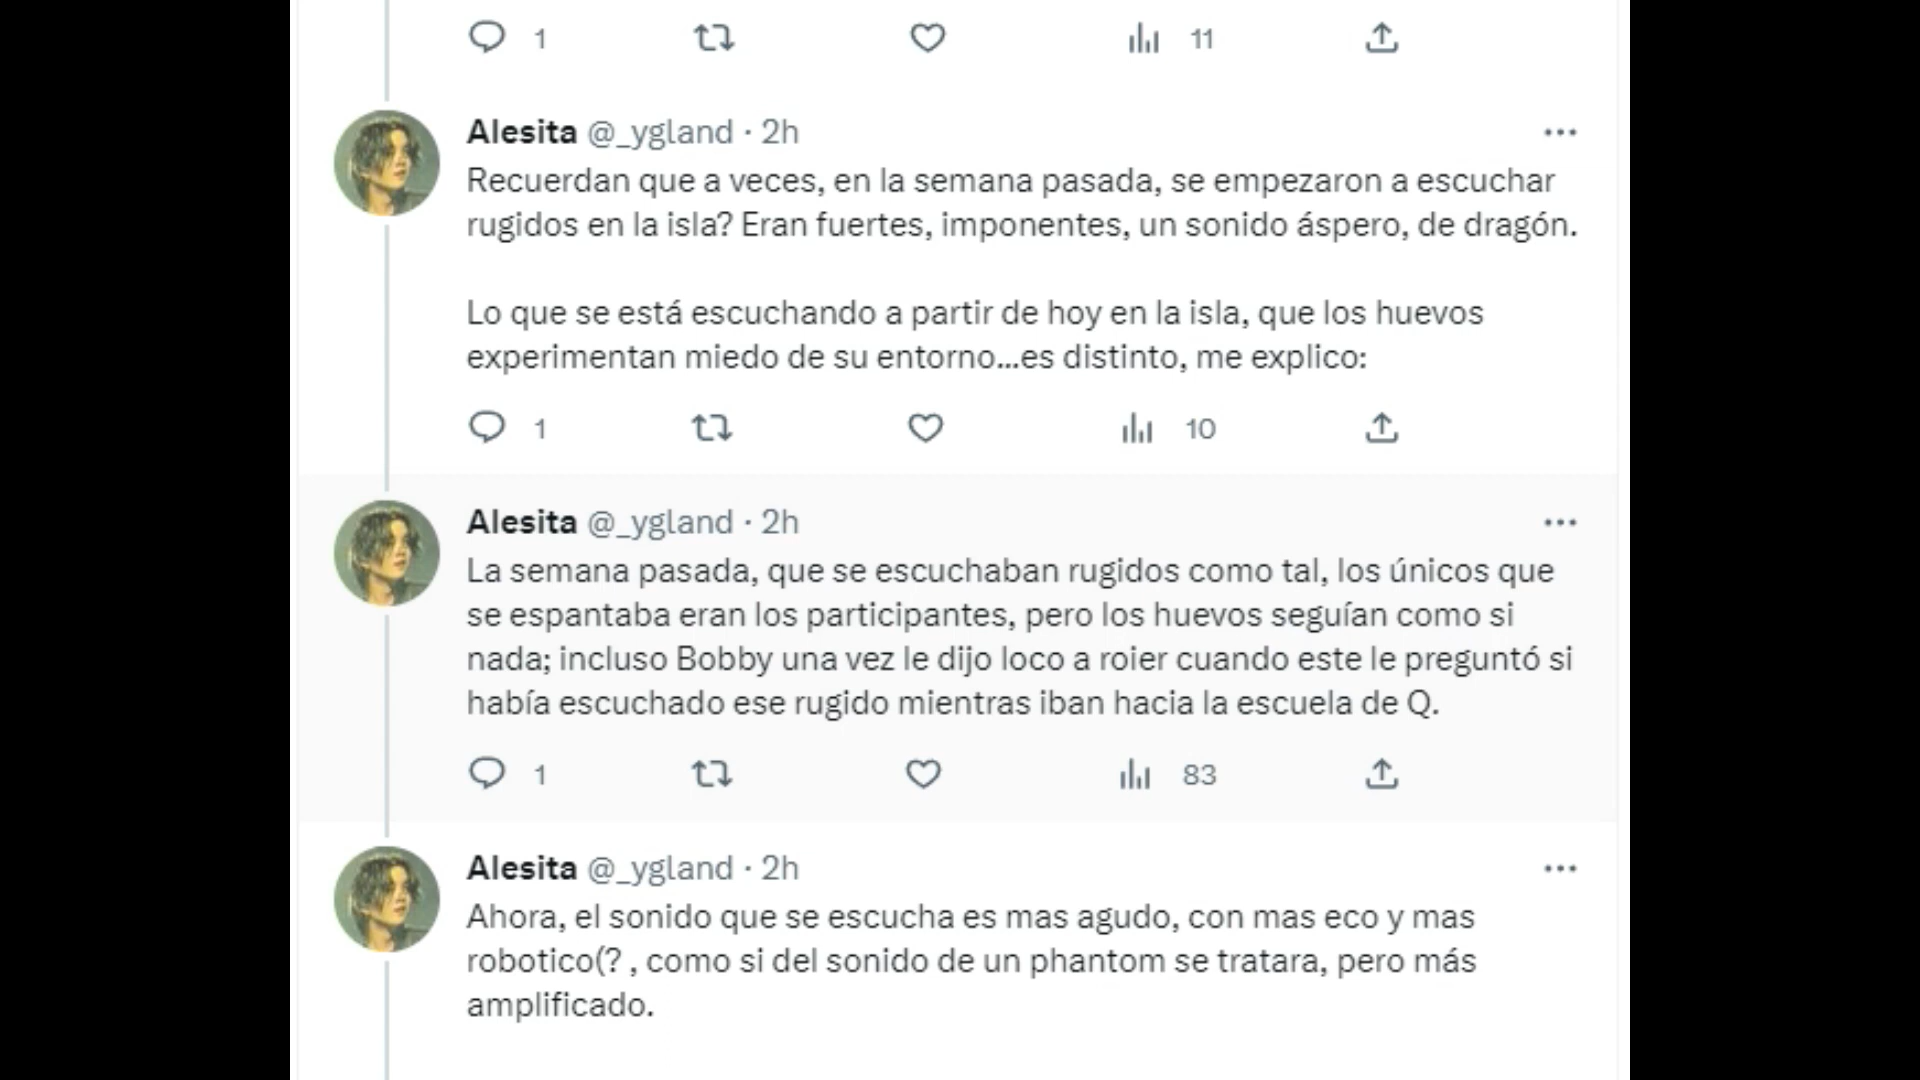 1 11
Alesita @_ygland · 2h
Recuerdan que a veces, en la semana pasada, se empezaron a escuchar
rugidos en la isla? Eran fuertes, imponentes, un sonido áspero, de dragón.
Lo que se está escuchando a partir de hoy en la isla, que los huevos
experimentan miedo de su entorno...es distinto, me explico:
1 10
Alesita @_ygland · 2h
La semana pasada, que se escuchaban rugidos como tal, los únicos que
se espantaba eran los participantes, pero los huevos seguían como si
nada; incluso Bobby una vez le dijo loco a roier cuando este le preguntó si
había escuchado ese rugido mientras iban hacia la escuela de Q.
1 83
Alesita @_ygland · 2h
Ahora, el sonido que se escucha es mas agudo, con mas eco y mas
robotico(? , como si del sonido de un phantom se tratara, pero más
amplificado.